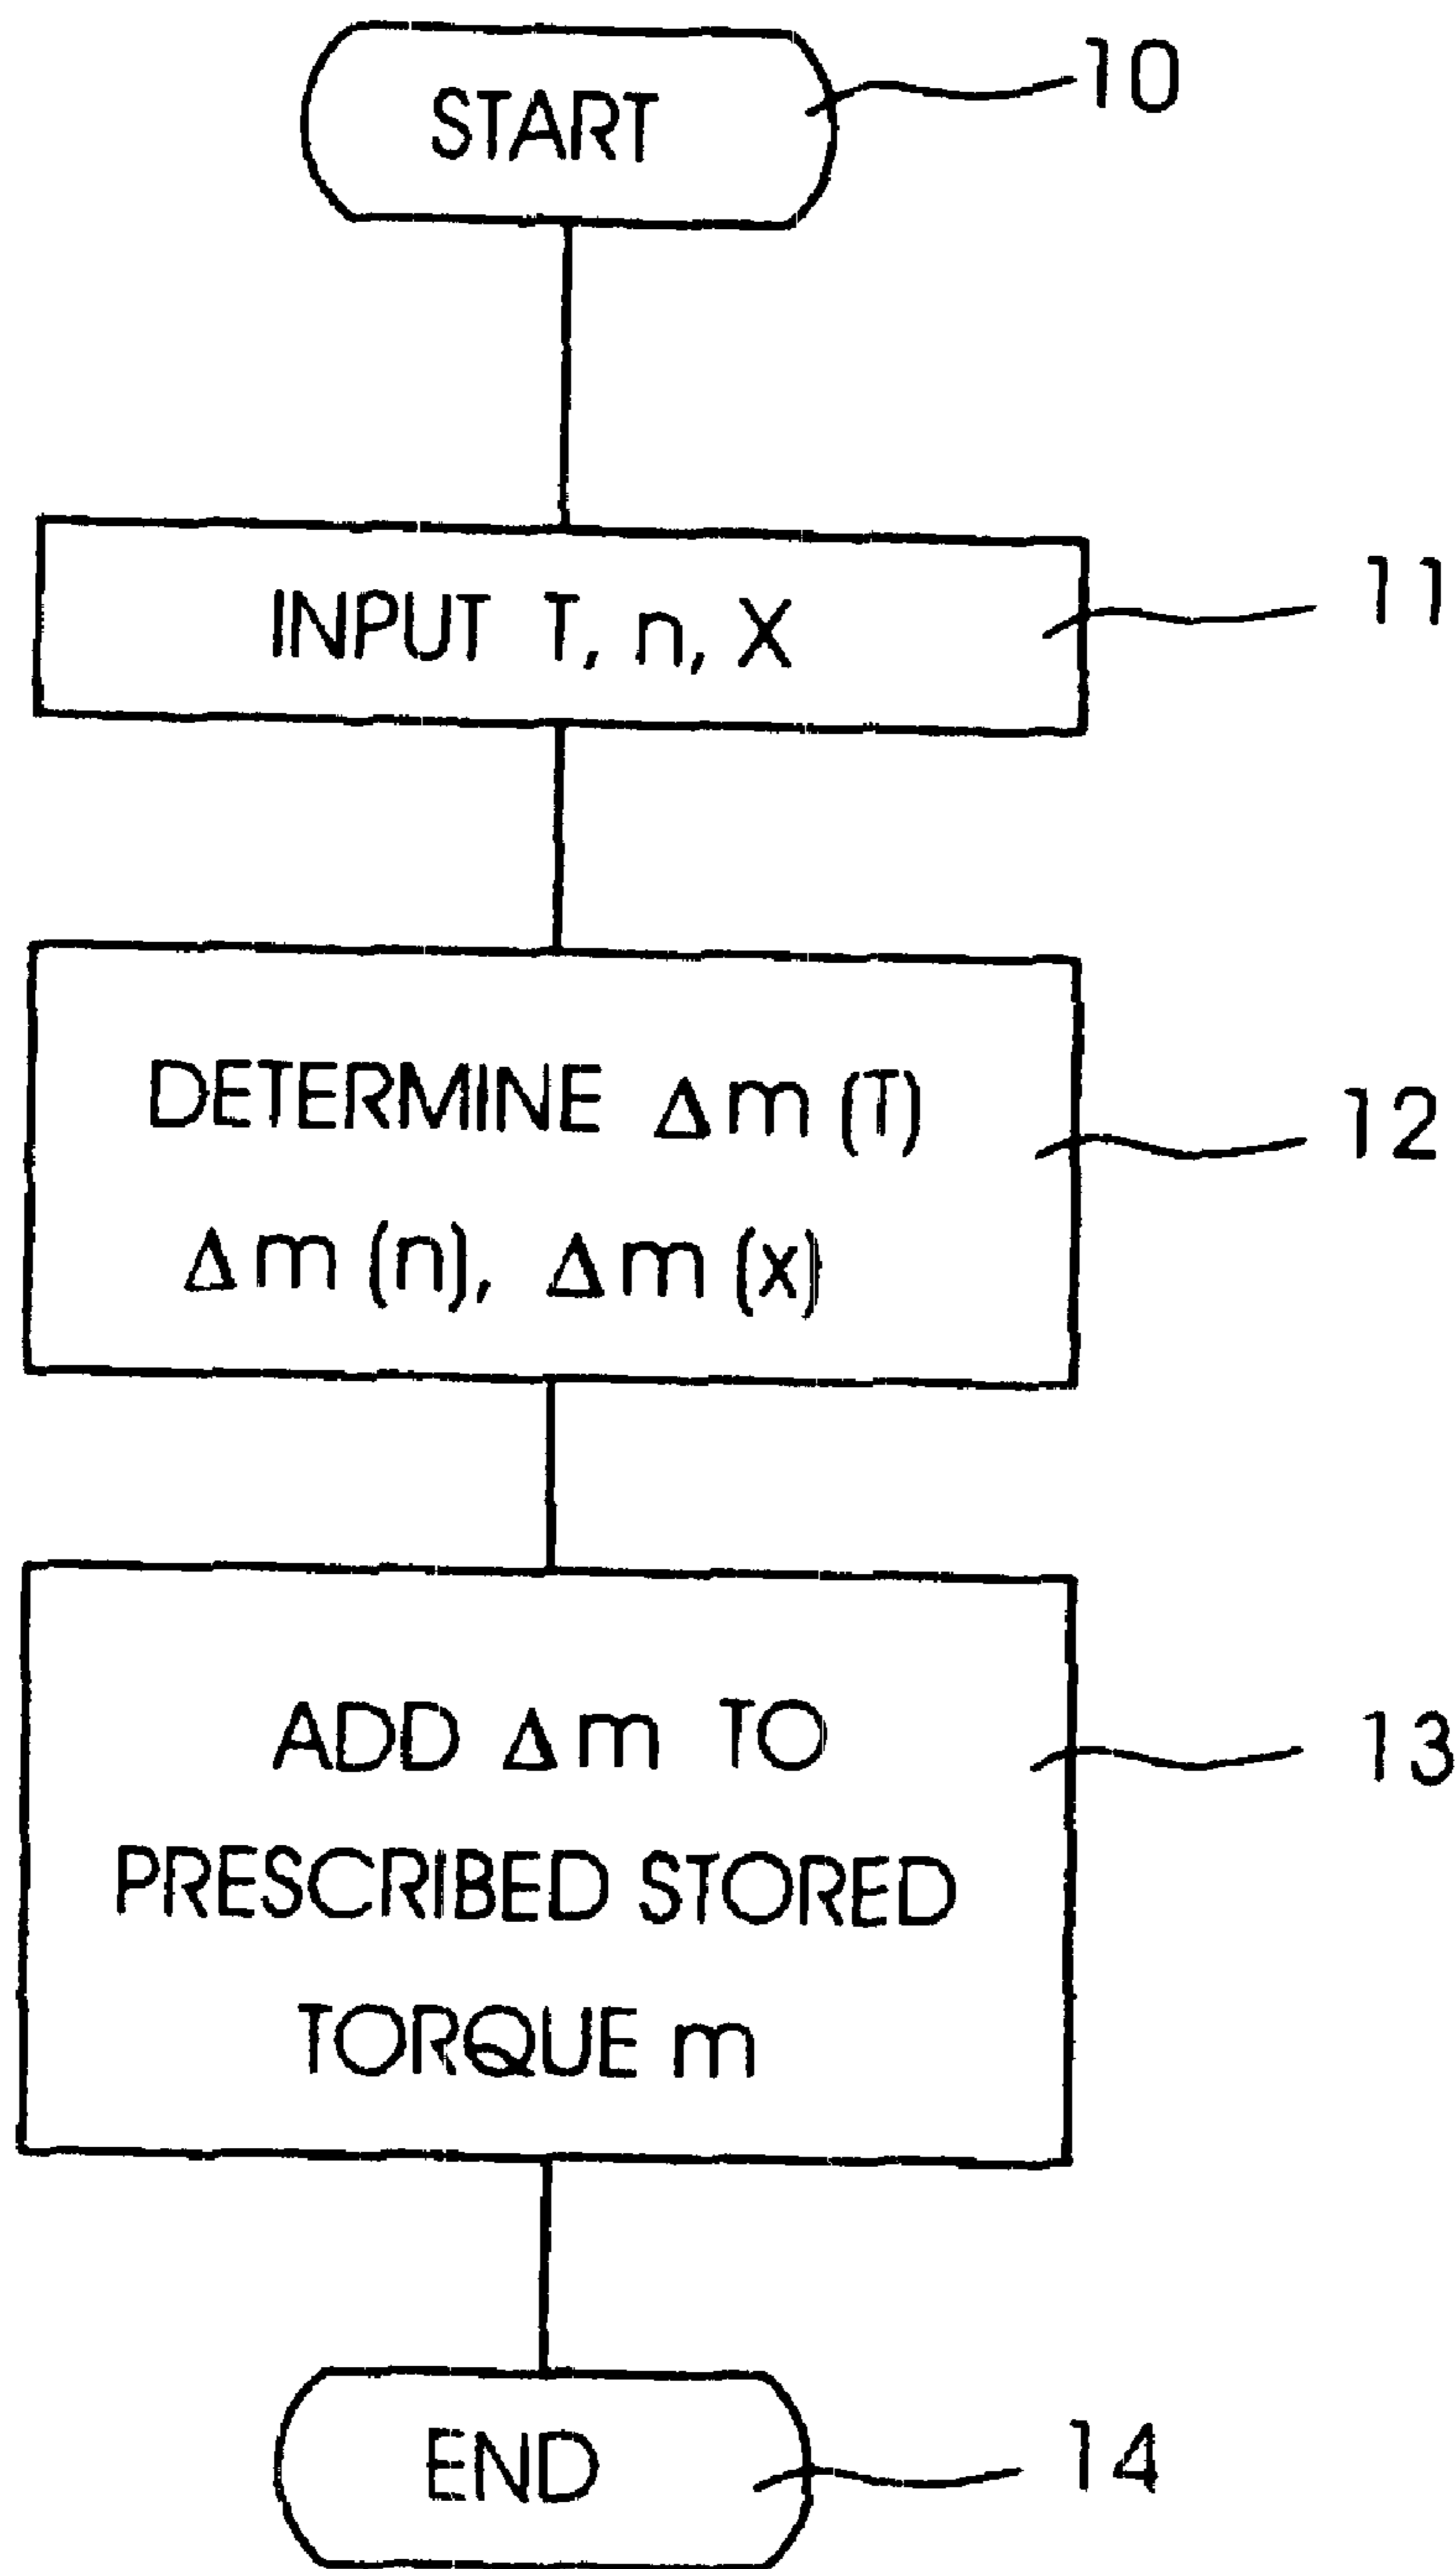 START
10
INPUT T, n, X
11
DETERMINE Δm (T)
Δm (n), Δm (x)
12
ADD Δm TO
PRESCRIBED STORED
TORQUE m
13
END
14